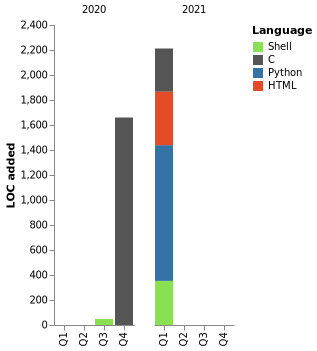 2020 2021
Language
Shell
C
Python
HTML
LOC added
2,400
2,200
2,000
1,800
1,600
1,400
1,200
1,000
800
600
400
200
0
Q1 Q2 Q3 Q4 Q1 Q2 Q3 Q4